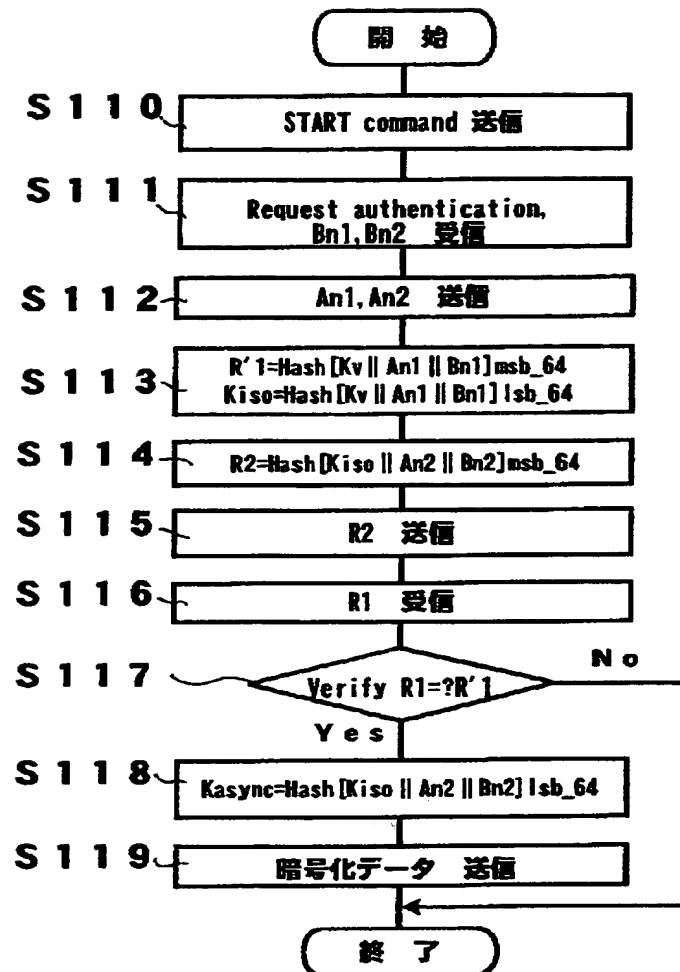 開 始
S110
START command 送信
S111
Request authentication,
Bn1,Bn2 受信
S112
An1,An2 送信
S113
R'1=Hash[Kv || An1 || Bn1]msb_64
Kiso=Hash[Kv || An1 || Bn1]lsb_64
S114
R2=Hash[Kiso || An2 || Bn2]msb_64
S115
R2 送信
S116
R1 受信
S117
Verify R1=?R'1
No
Yes
S118
Kasync=Hash[Kiso || An2 || Bn2]lsb_64
S119
暗号化データ 送信
終 了